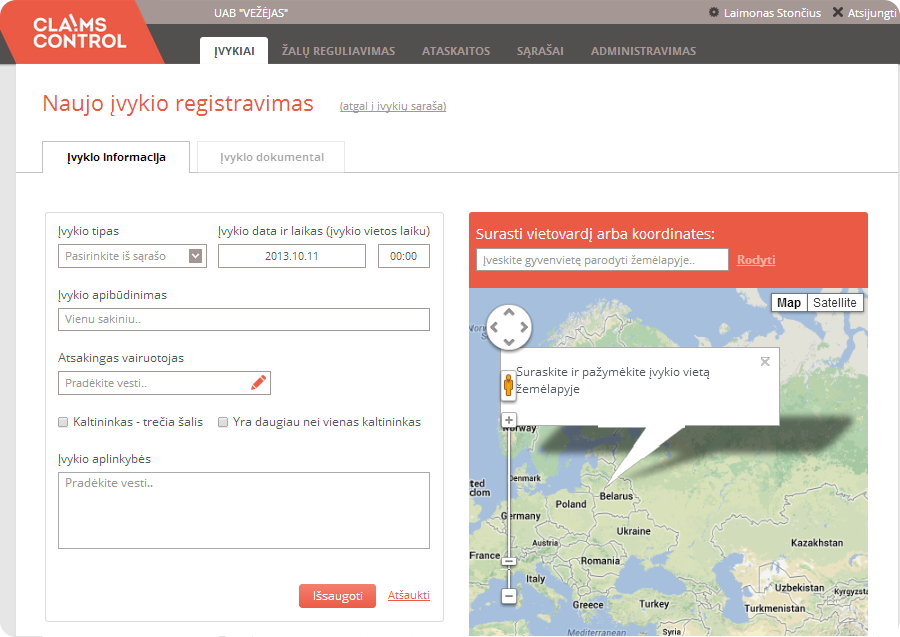 CLAIMS
CONTROL
UAB "VEŽĖJAS"
Laimonas Stončius
Atsijungti
ĮVYKIAI
ŽALŲ REGULIAVIMAS
ATASKAITOS
SĄRAŠAI
ADMINISTRAVIMAS
Naujo įvykio registravimas
(atgal į įvykių sąrašą)
Įvykio informacija
Įvykio dokumentai
Įvykio tipas
Įvykio data ir laikas (įvykio vietos laiku)
Pasirinkite iš sąrašo
2013.10.11
00:00
Įvykio apibūdinimas
Vienu sakiniu..
Atsakingas vairuotojas
Pradėkite vesti..
Kaltininkas - trečia šalis
Yra daugiau nei vienas kaltininkas
Įvykio aplinkybės
Pradėkite vesti..
Išsaugoti
Atšaukti
Surasti vietovardį arba koordinates:
Įveskite gyvenvietę parodyti žemėlapyje..
Rodyti
Map
Satellite
Suraskite ir pažymėkite įvykio vietą
žemėlapyje
Norway
Denmark
Belarus
Poland
Germany
Ukraine
Austria
Kazakhstan
France
Romania
Italy
Uzbekistan
Greece
Turkey
Turkmenistan
Syria
Mediterranean